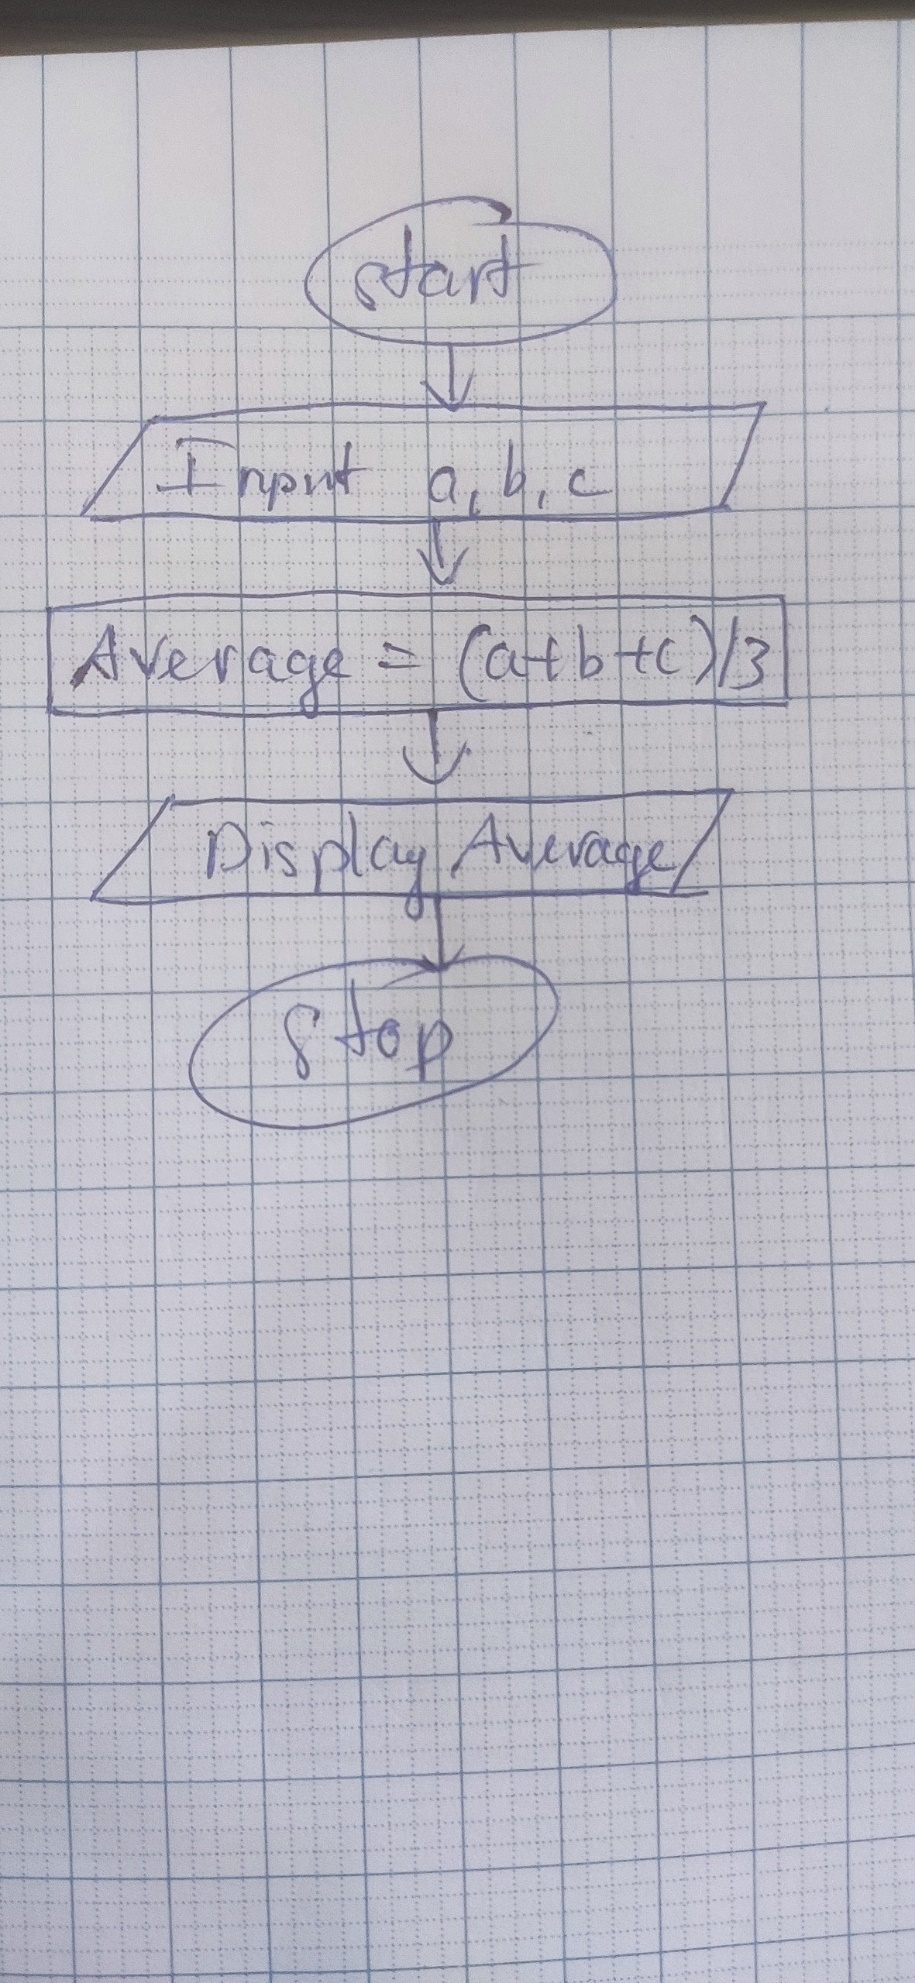 start
Input a, b, c
Average = (a+b+c)/3
Display Average
Stop